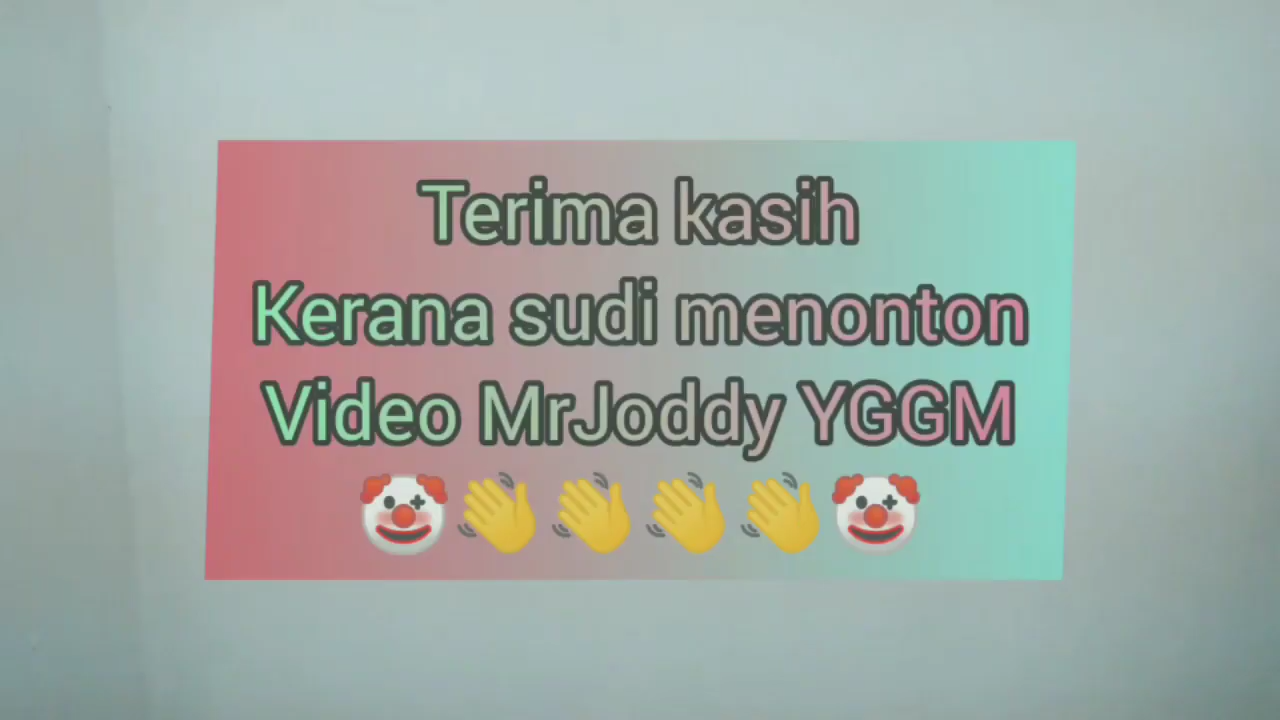 Terima kasih
Kerana sudi menonton
Video MrJoddy YGGM
🤡👋👋👋👋🤡